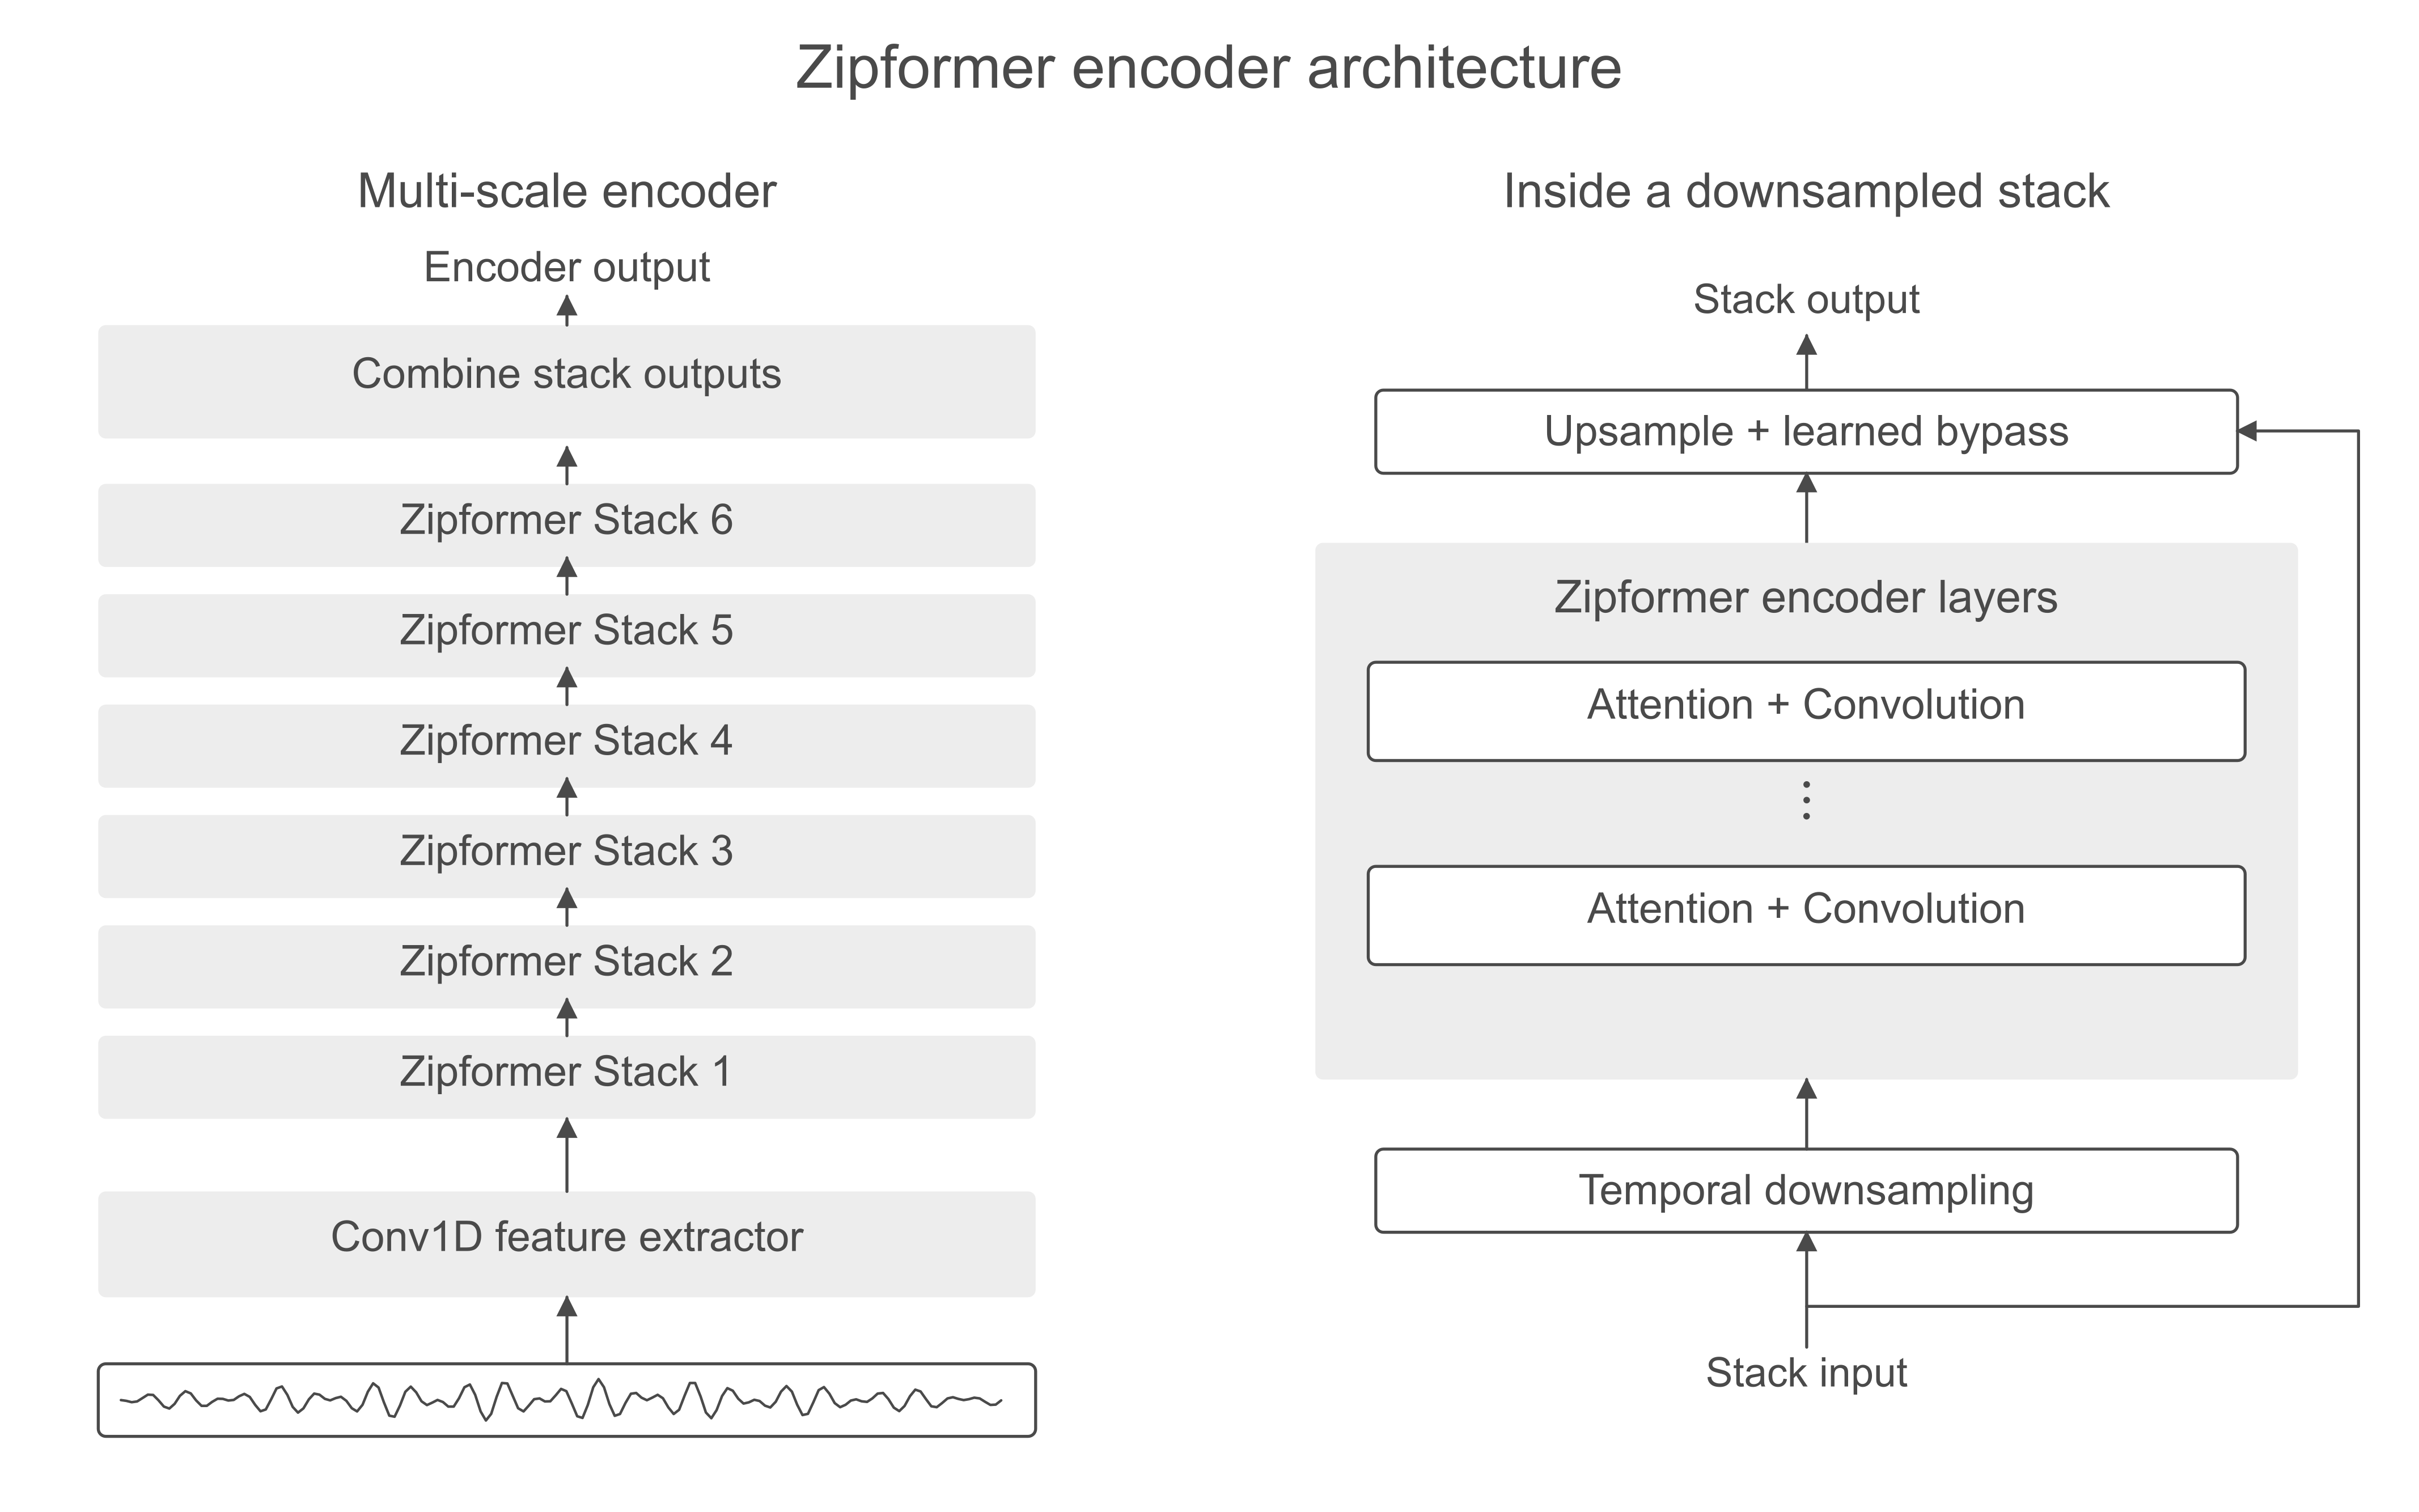 Zipformer encoder architecture
Multi-scale encoder
Encoder output
Combine stack outputs
Zipformer Stack 6
Zipformer Stack 5
Zipformer Stack 4
Zipformer Stack 3
Zipformer Stack 2
Zipformer Stack 1
Conv1D feature extractor
Inside a downsampled stack
Stack output
Upsample + learned bypass
Zipformer encoder layers
Attention + Convolution
Attention + Convolution
Temporal downsampling
Stack input